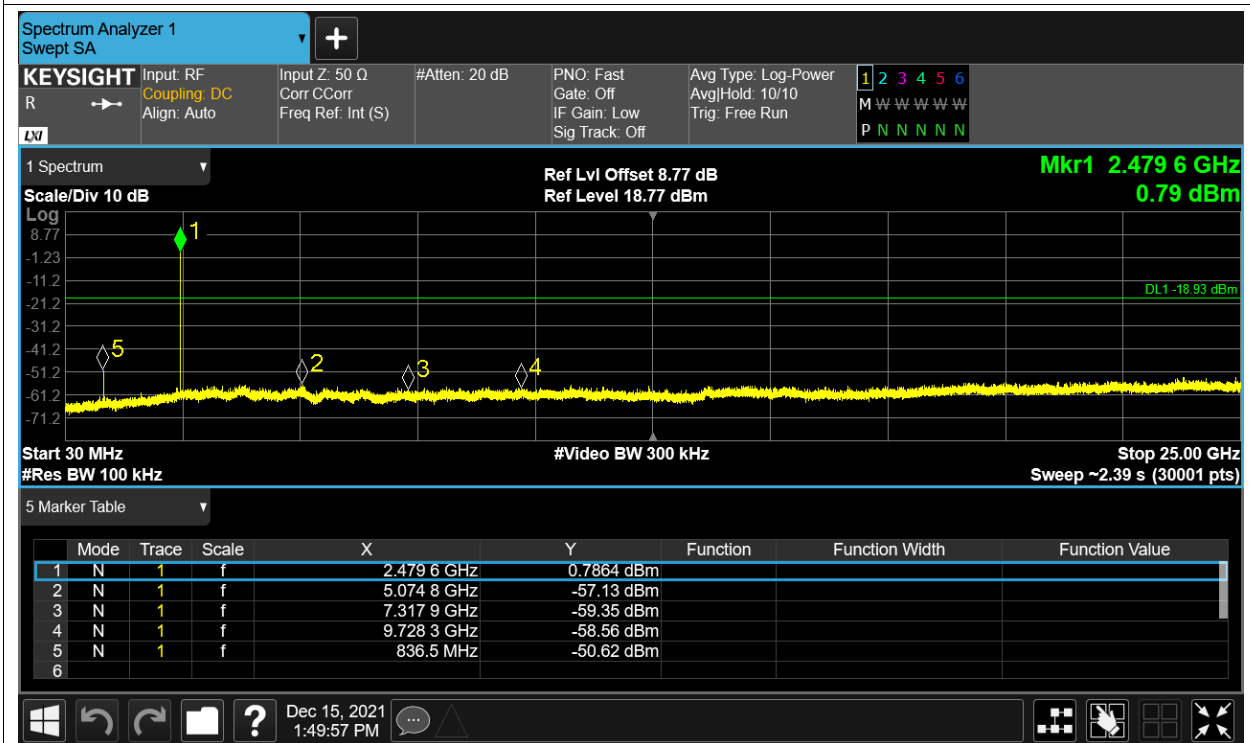 Spectrum Analyzer 1
Swept SA
KEYSIGHT Input: RF Input Z: 50 Ω #Atten: 20 dB PNO: Fast Avg Type: Log-Power 1 2 3 4 5 6
R Coupling: DC Corr CCorr Gate: Off Avg|Hold: 10/10 M W W W W W
Align: Auto Freq Ref: Int (S) IF Gain: Low Trig: Free Run
LXI Sig Track: Off P N N N N N
1 Spectrum Ref Lvl Offset 8.77 dB Mkr1 2.479 6 GHz
Scale/Div 10 dB Ref Level 18.77 dBm 0.79 dBm
Log
8.77 1
-1.23
-11.2
DL1 -18.93 dBm
-21.2
-31.2
-41.2 5
-51.2 2 3 4
-61.2
-71.2
Start 30 MHz #Video BW 300 kHz Stop 25.00 GHz
#Res BW 100 kHz Sweep ~2.39 s (30001 pts)
5 Marker Table
Mode Trace Scale X Y Function Function Width Function Value
1 N 1 f 2.479 6 GHz 0.7864 dBm
2 N 1 f 5.074 8 GHz -57.13 dBm
3 N 1 f 7.317 9 GHz -59.35 dBm
4 N 1 f 9.728 3 GHz -58.56 dBm
5 N 1 f 836.5 MHz -50.62 dBm
6
? Dec 15, 2021
1:49:57 PM